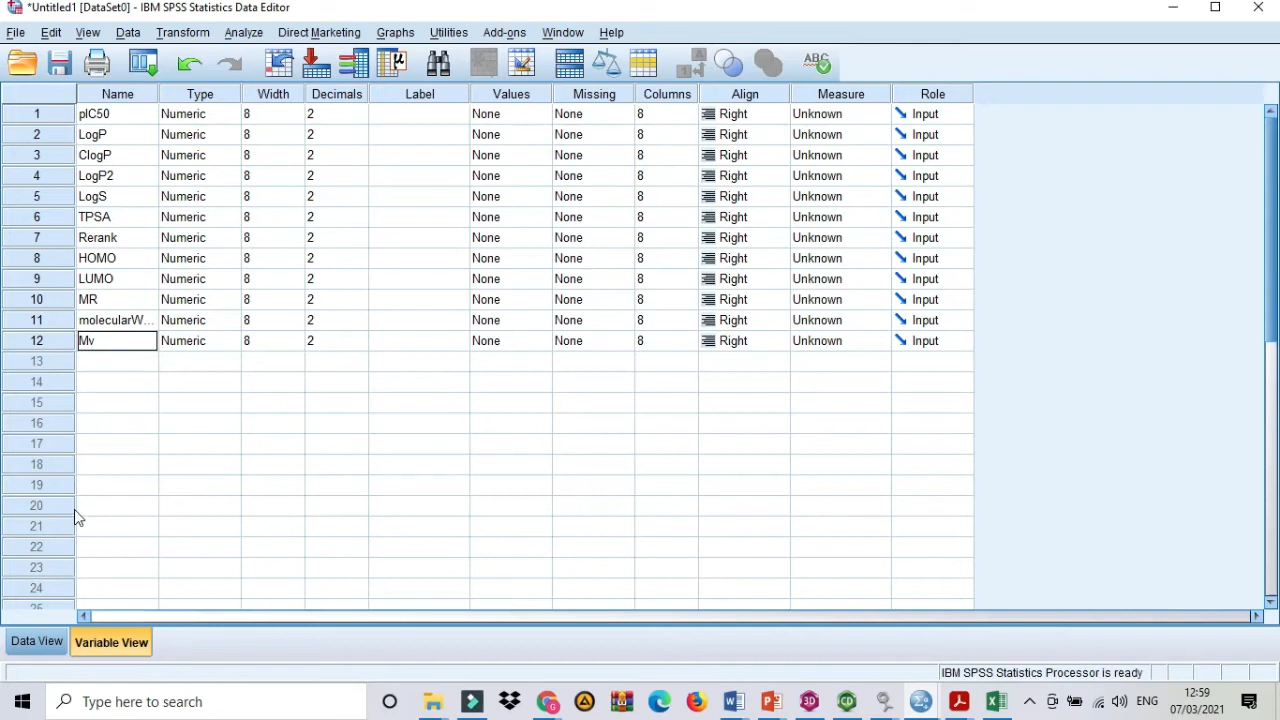 *Untitled1 [DataSet0] - IBM SPSS Statistics Data Editor
File Edit View Data Transform Analyze Direct Marketing Graphs Utilities Add-ons Window Help
Name Type Width Decimals Label Values Missing Columns Align Measure Role
1 pIC50 Numeric 8 2 None None 8 Right Unknown Input
2 LogP Numeric 8 2 None None 8 Right Unknown Input
3 ClogP Numeric 8 2 None None 8 Right Unknown Input
4 LogP2 Numeric 8 2 None None 8 Right Unknown Input
5 LogS Numeric 8 2 None None 8 Right Unknown Input
6 TPSA Numeric 8 2 None None 8 Right Unknown Input
7 Rerank Numeric 8 2 None None 8 Right Unknown Input
8 HOMO Numeric 8 2 None None 8 Right Unknown Input
9 LUMO Numeric 8 2 None None 8 Right Unknown Input
10 MR Numeric 8 2 None None 8 Right Unknown Input
11 molecularW... Numeric 8 2 None None 8 Right Unknown Input
12 Mv Numeric 8 2 None None 8 Right Unknown Input
13
14
15
16
17
18
19
20
21
22
23
24
25
Data View Variable View
IBM SPSS Statistics Processor is ready
Type here to search
ENG
12:59
07/03/2021